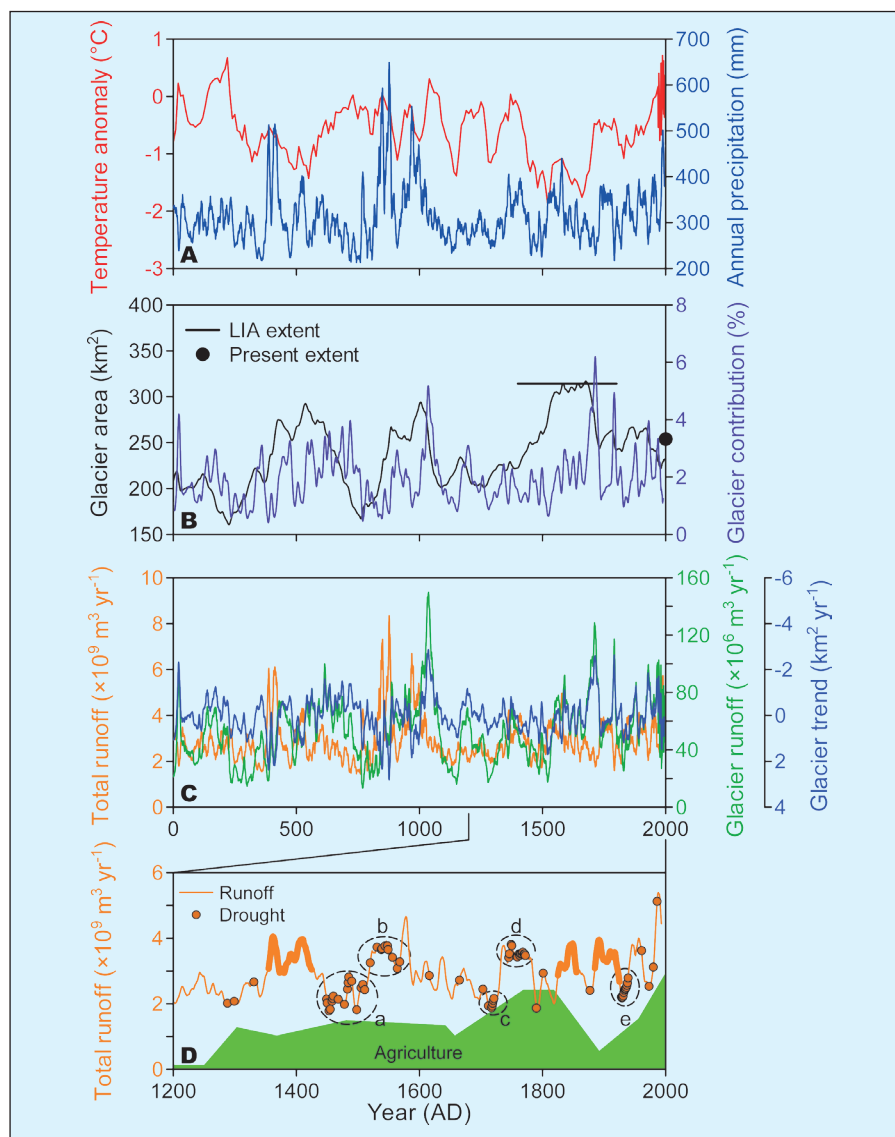 1
0
-1
-2
-3
Temperature anomaly (°C)
A
700
600
500
400
300
200
Annual precipitation (mm)
400
350
300
250
200
150
Glacier area (km²)
LIA extent
Present extent
B
8
6
4
2
0
Glacier contribution (%)
10
8
6
4
2
0
Total runoff (×10⁹ m³ yr⁻¹)
C
160
120
80
40
0
Glacier runoff (×10⁶ m³ yr⁻¹)
-6
-4
-2
0
2
4
Glacier trend (km² yr⁻¹)
0 500 1000 1500 2000
6
4
2
0
Total runoff (×10⁹ m³ yr⁻¹)
Runoff
Drought
b
d
a
c
e
Agriculture
D
1200 1400 1600 1800 2000
Year (AD)